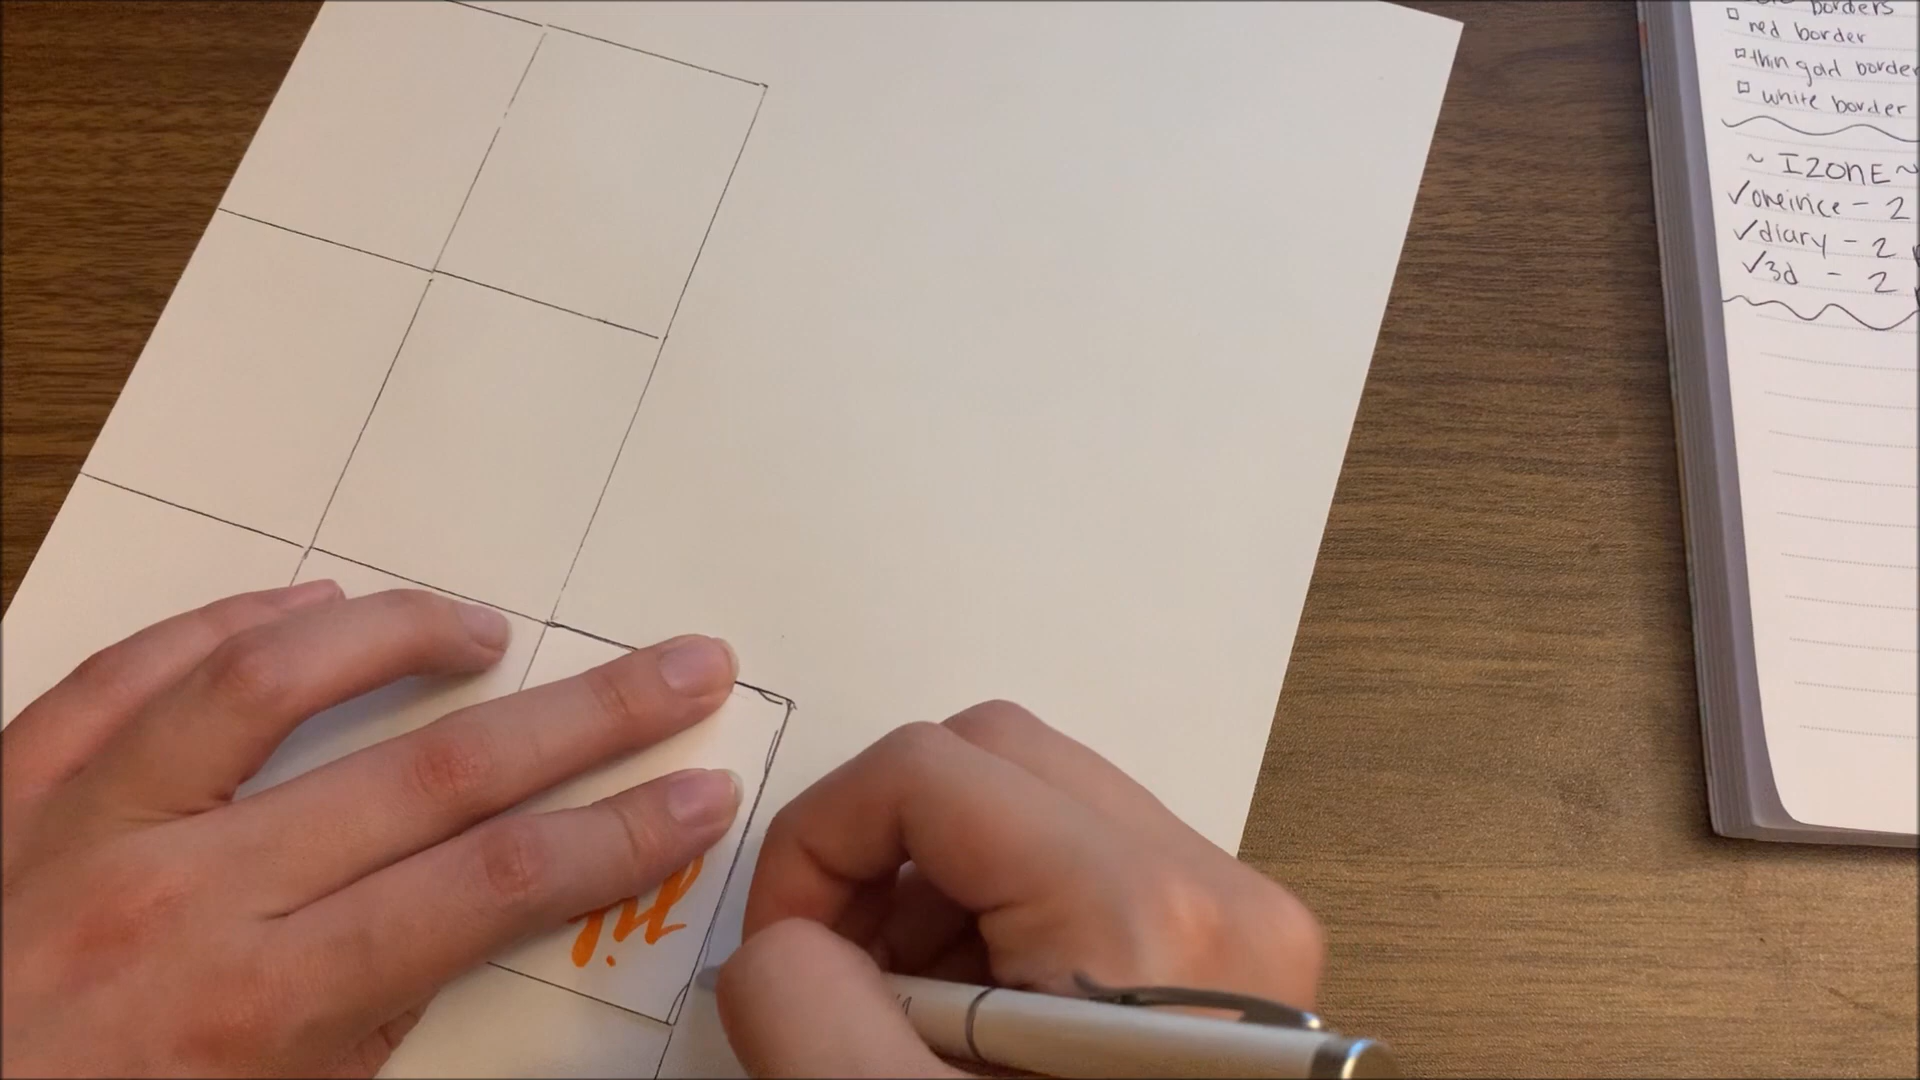 borders
□ red border
□ thin gold border
□ white border
~ IZONE ~
✓ oneirice - 2
✓ diary - 2
✓ 3d - 2